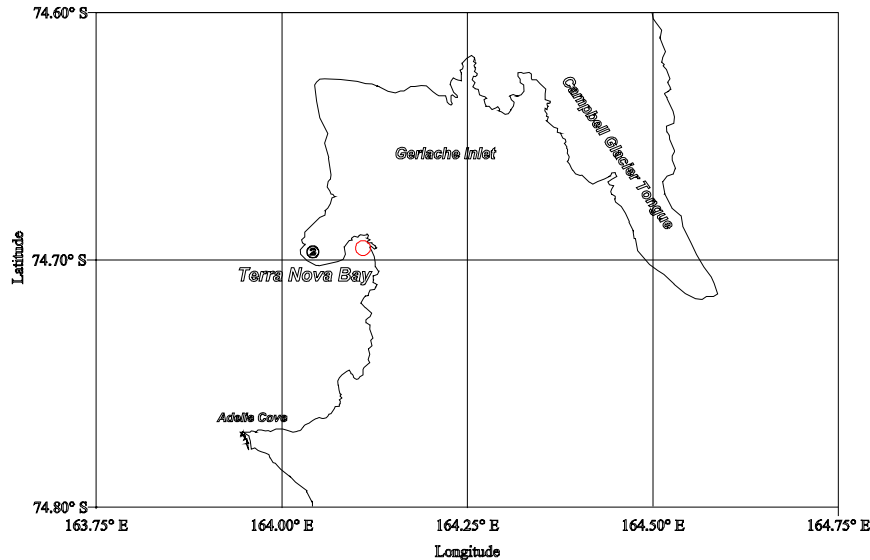 74.60° S
Campbell Glacier Tongue
Gerlache Inlet
Latitude
74.70° S
2
Terra Nova Bay
Adelie Cove
74.80° S
163.75° E
164.00° E
164.25° E
164.50° E
164.75° E
Longitude